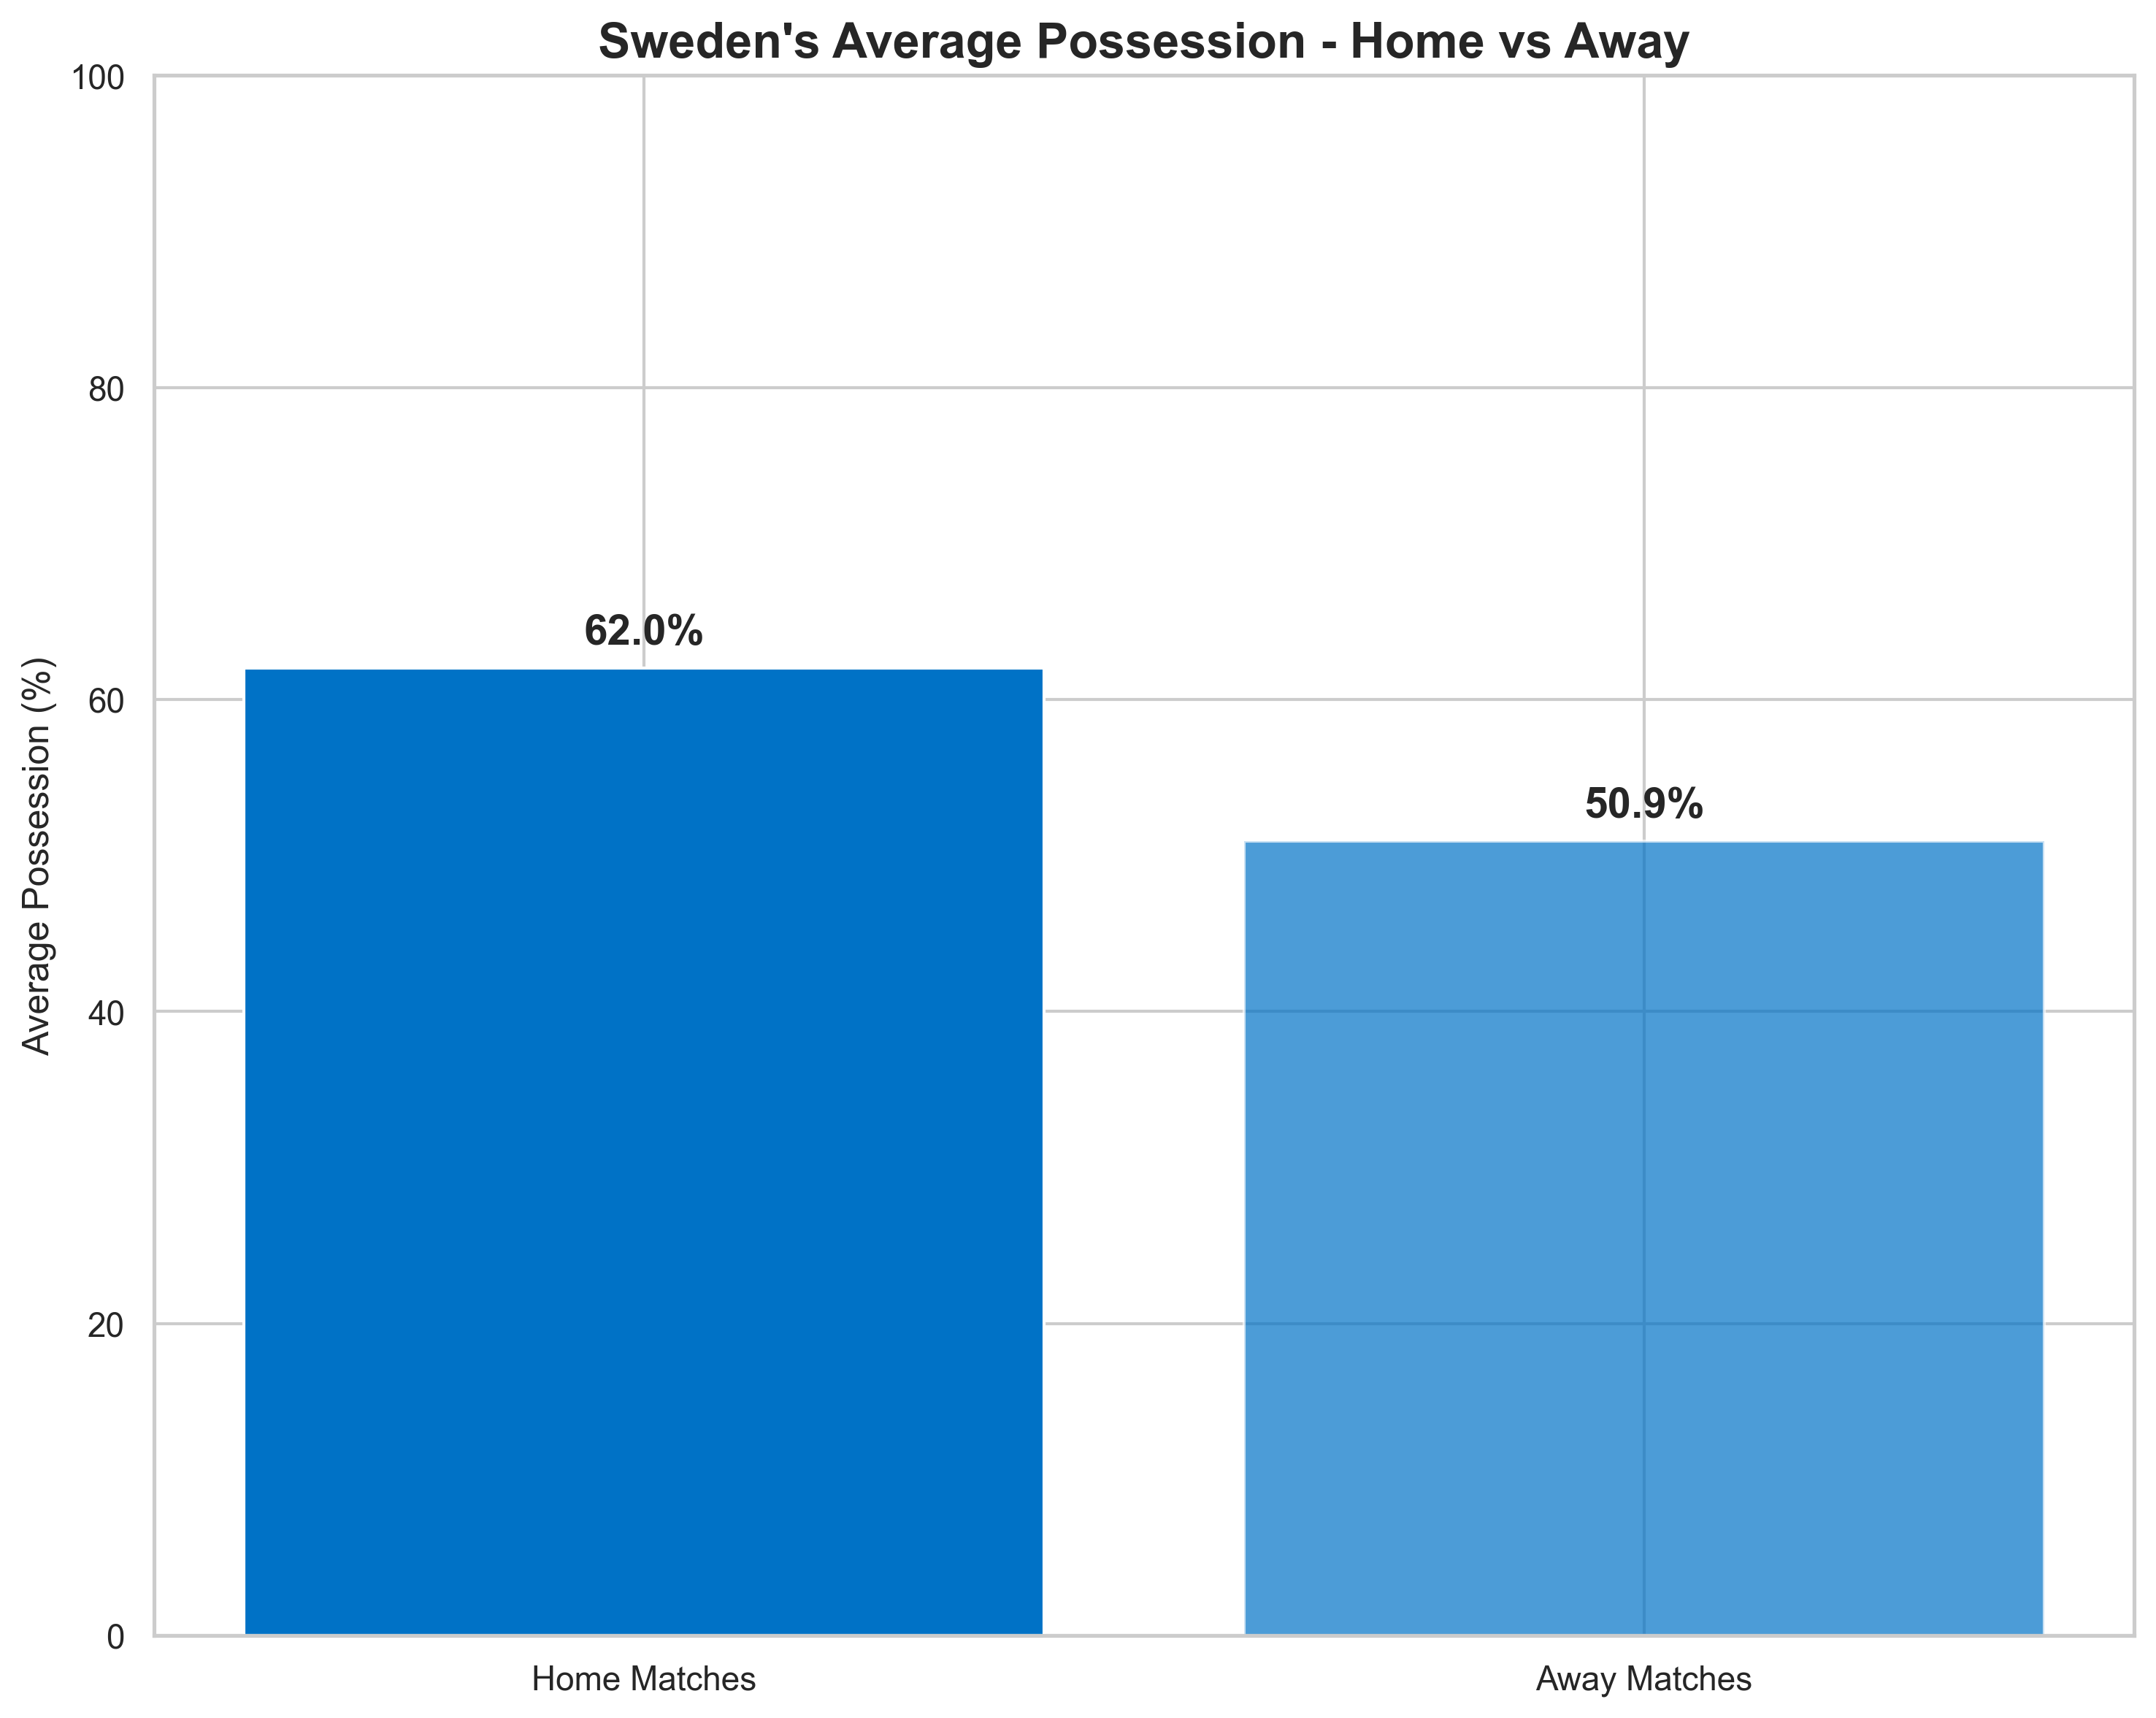 Sweden's Average Possession - Home vs Away
100
80
60
40
20
0
Average Possession (%)
62.0%
50.9%
Home Matches
Away Matches